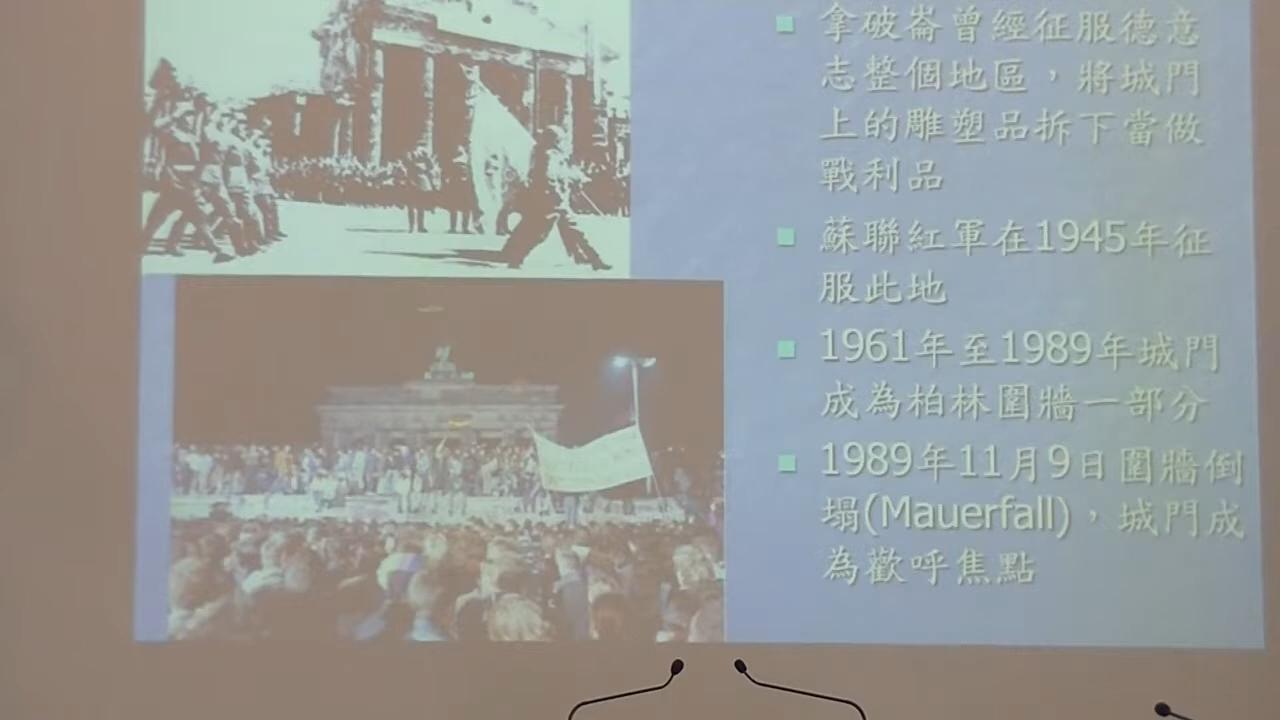 拿破崙曾經征服德意
志整個地區，將城門
上的雕塑品拆下當做
戰利品
蘇聯紅軍在1945年征
服此地
1961年至1989年城門
成為柏林圍牆一部分
1989年11月9日圍牆倒
塌(Mauerfall)，城門成
為歡呼焦點